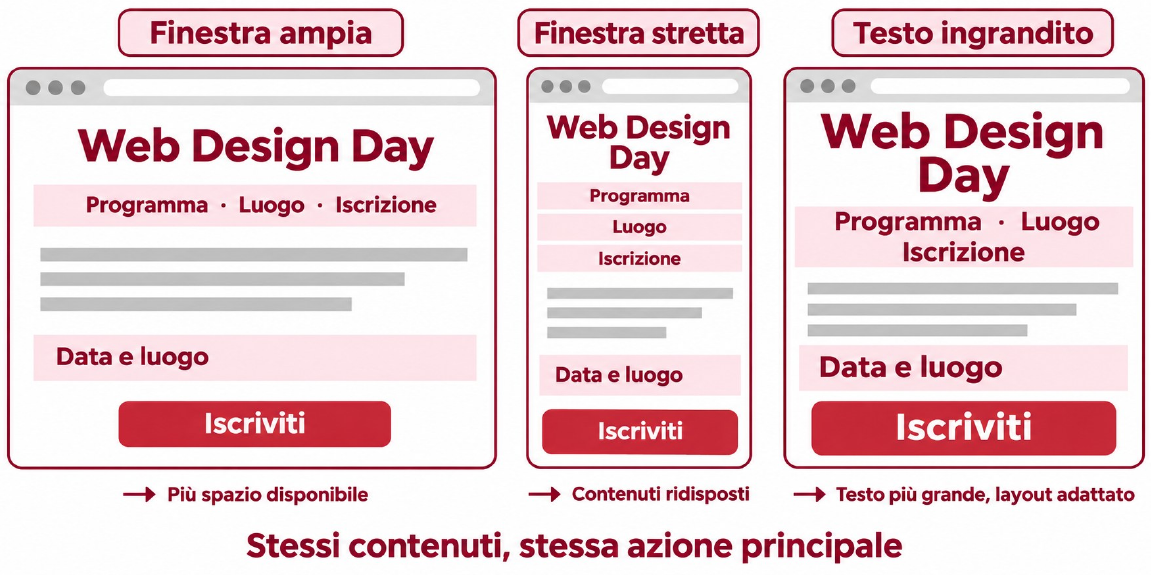 Finestra ampia
Web Design Day
Programma · Luogo · Iscrizione
Data e luogo
Iscriviti
→ Più spazio disponibile
Finestra stretta
Web Design
Day
Programma
Luogo
Iscrizione
Data e luogo
Iscriviti
→ Contenuti ridisposti
Testo ingrandito
Web Design
Day
Programma · Luogo
Iscrizione
Data e luogo
Iscriviti
→ Testo più grande, layout adattato
Stessi contenuti, stessa azione principale